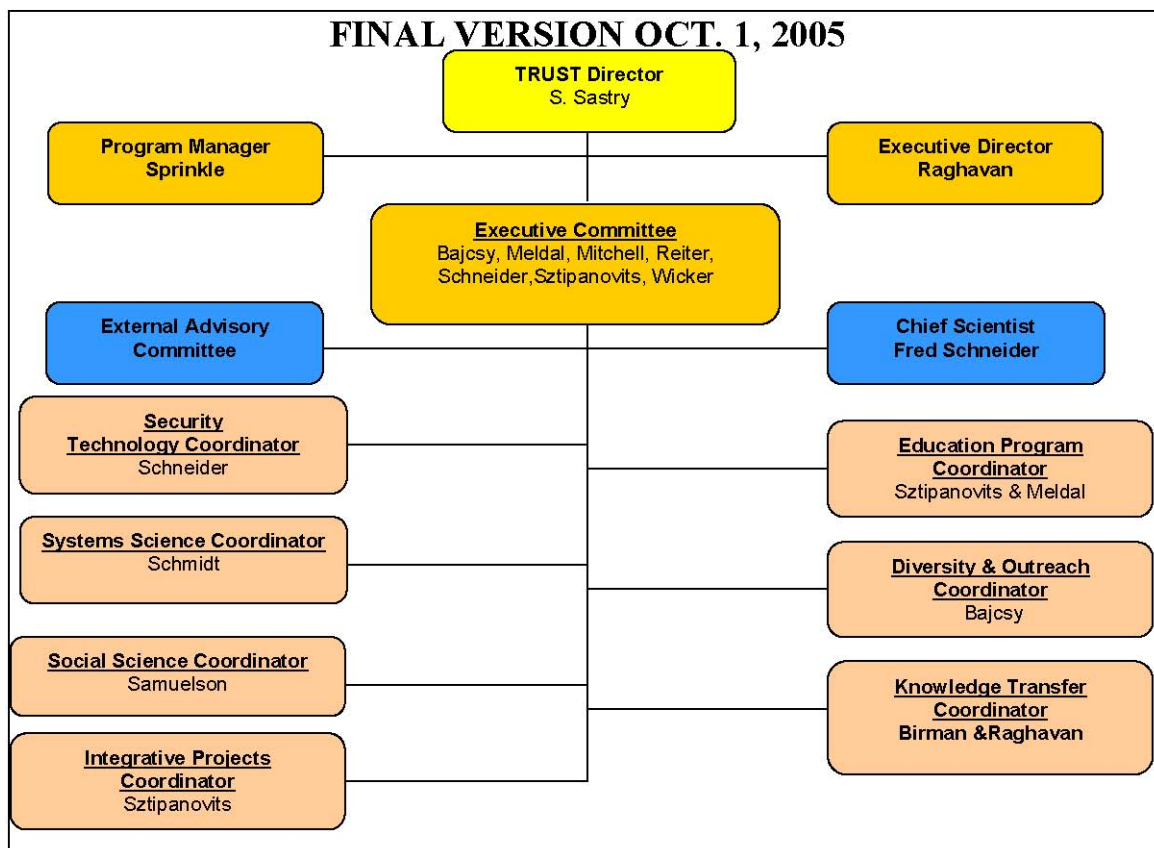 FINAL VERSION OCT. 1, 2005
TRUST Director
S. Sastry
Program Manager
Sprinkle
Executive Director
Raghavan
Executive Committee
Bajcsy, Meldal, Mitchell, Reiter,
Schneider,Sztipanovits, Wicker
External Advisory
Committee
Chief Scientist
Fred Schneider
Security
Technology Coordinator
Schneider
Education Program
Coordinator
Sztipanovits & Meldal
Systems Science Coordinator
Schmidt
Diversity & Outreach
Coordinator
Bajcsy
Social Science Coordinator
Samuelson
Knowledge Transfer
Coordinator
Birman &Raghavan
Integrative Projects
Coordinator
Sztipanovits